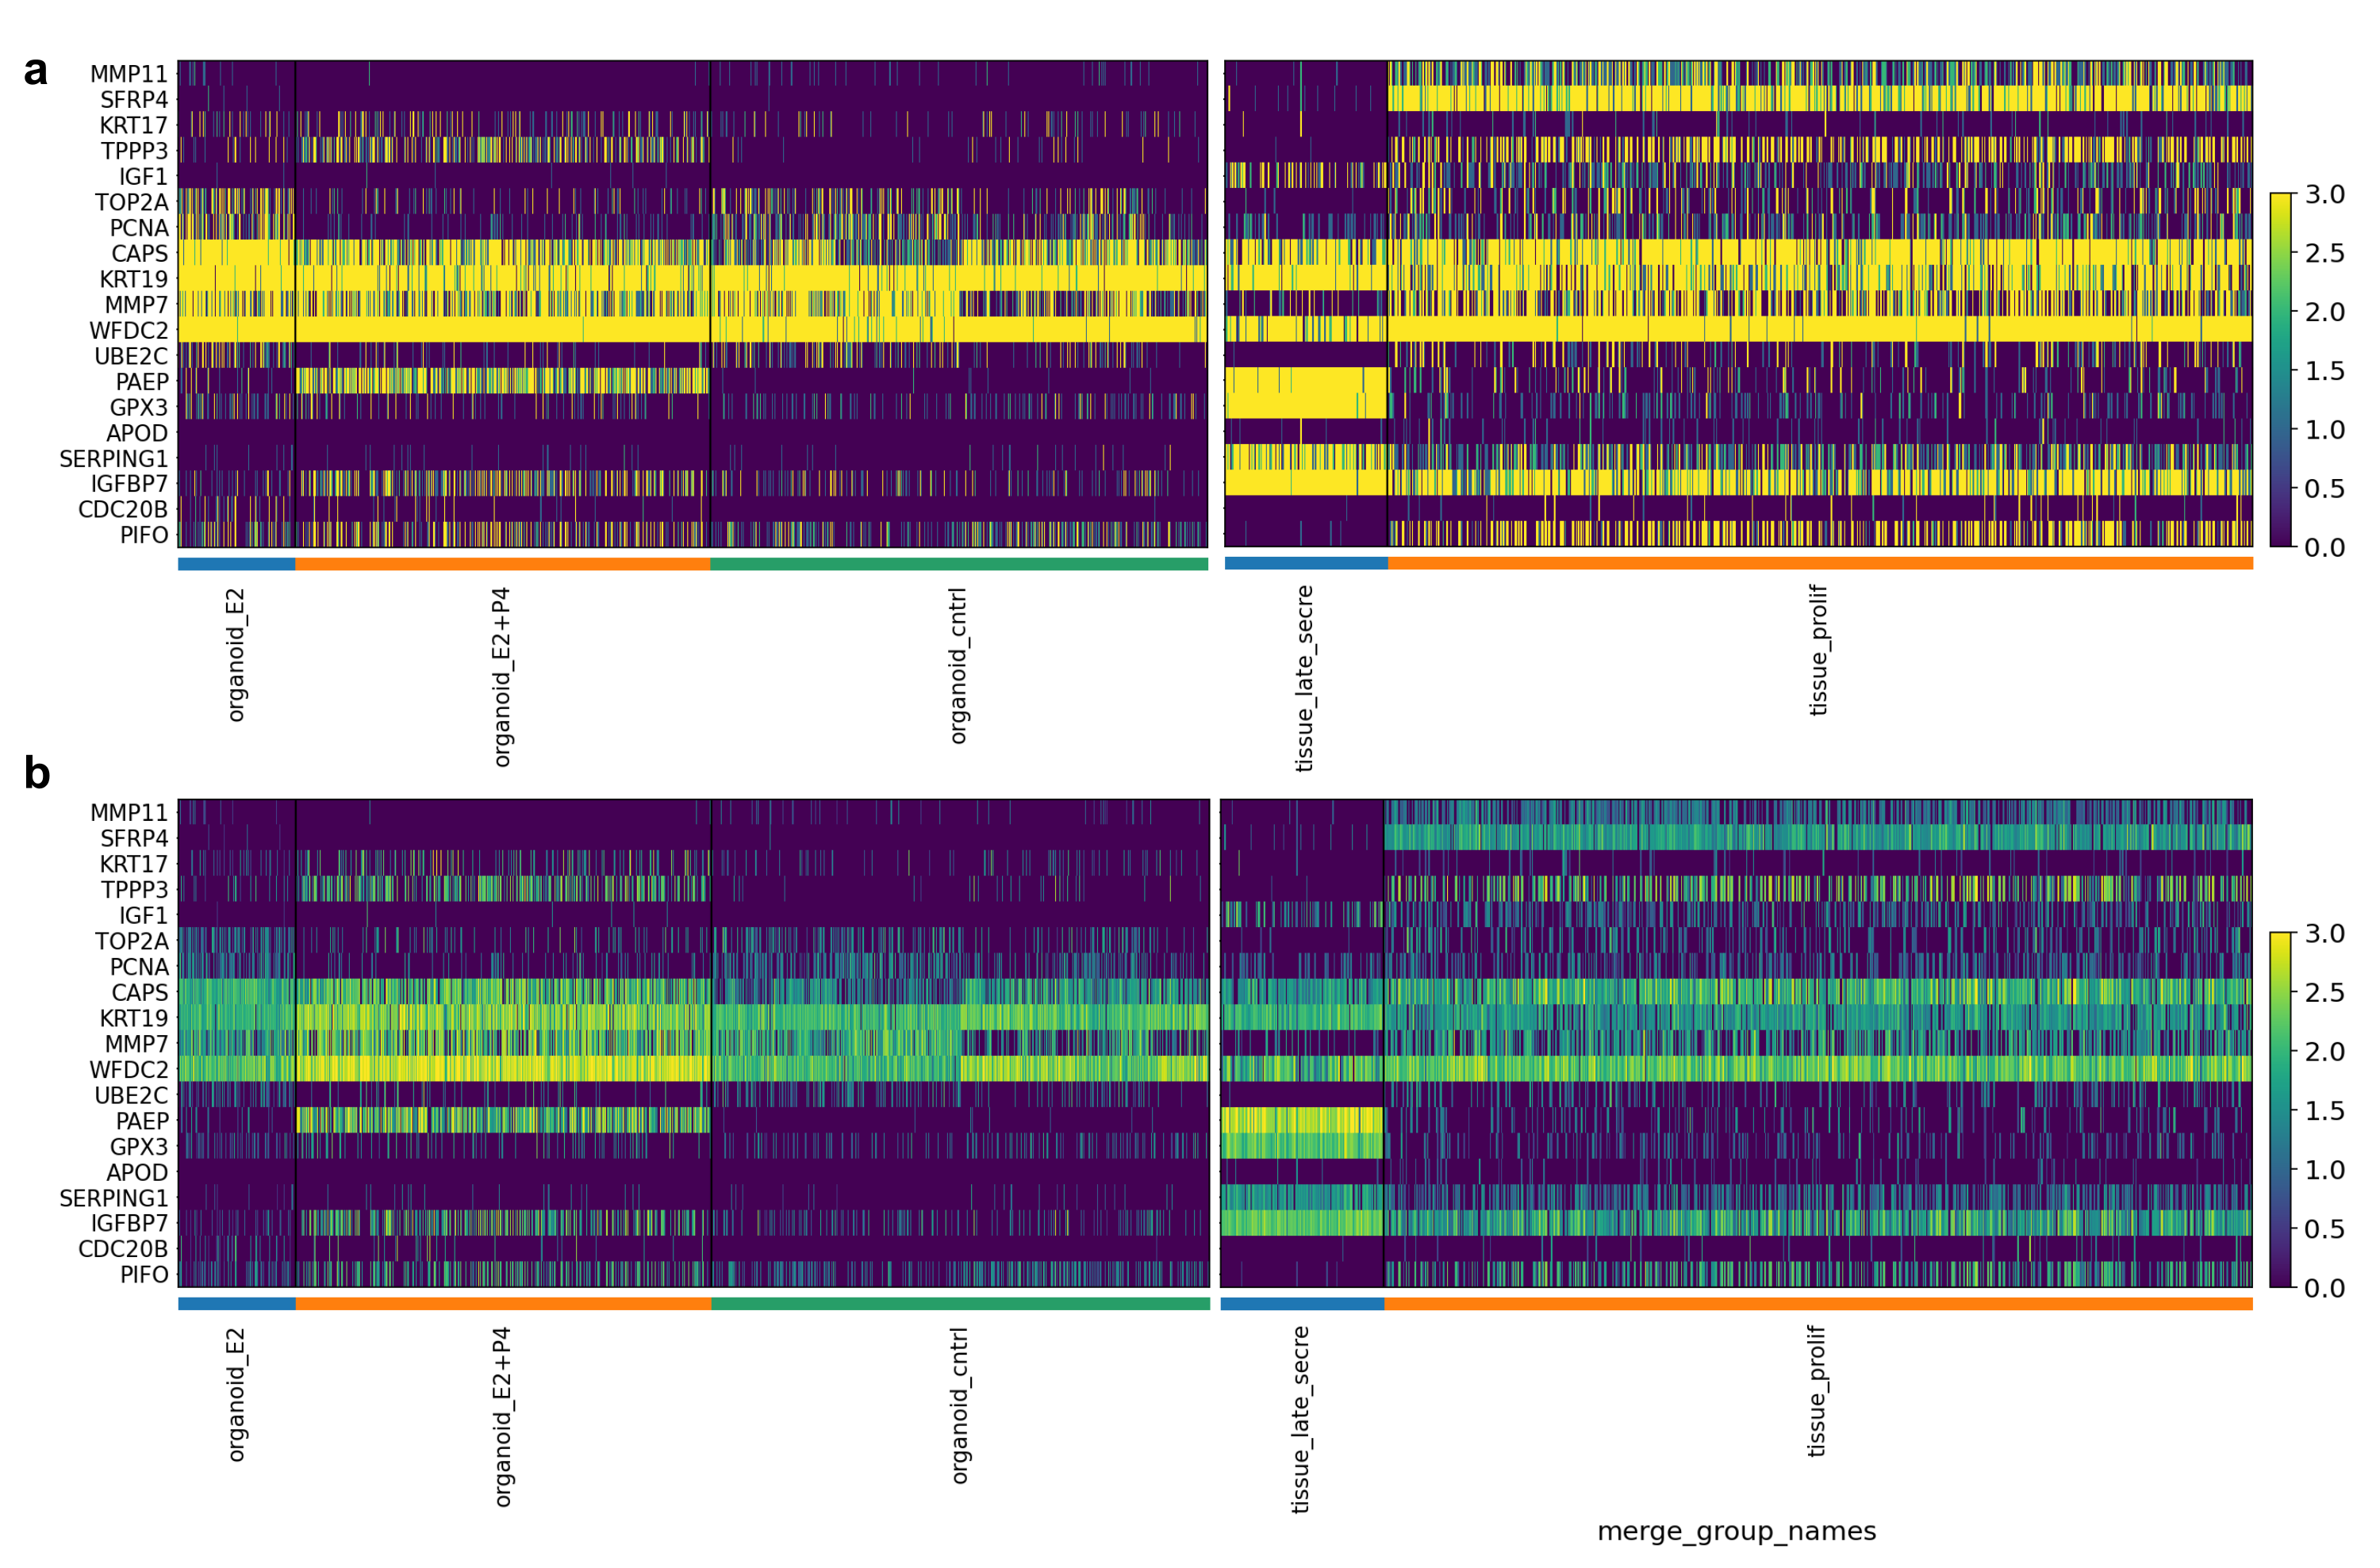 a
MMP11
SFRP4
KRT17
TPPP3
IGF1
TOP2A
PCNA
CAPS
KRT19
MMP7
WFDC2
UBE2C
PAEP
GPX3
APOD
SERPING1
IGFBP7
CDC20B
PIFO
3.0
2.5
2.0
1.5
1.0
0.5
0.0
organoid_E2
organoid_E2+P4
organoid_cntrl
tissue_late_secre
tissue_prolif
b
MMP11
SFRP4
KRT17
TPPP3
IGF1
TOP2A
PCNA
CAPS
KRT19
MMP7
WFDC2
UBE2C
PAEP
GPX3
APOD
SERPING1
IGFBP7
CDC20B
PIFO
3.0
2.5
2.0
1.5
1.0
0.5
0.0
organoid_E2
organoid_E2+P4
organoid_cntrl
tissue_late_secre
tissue_prolif
merge_group_names